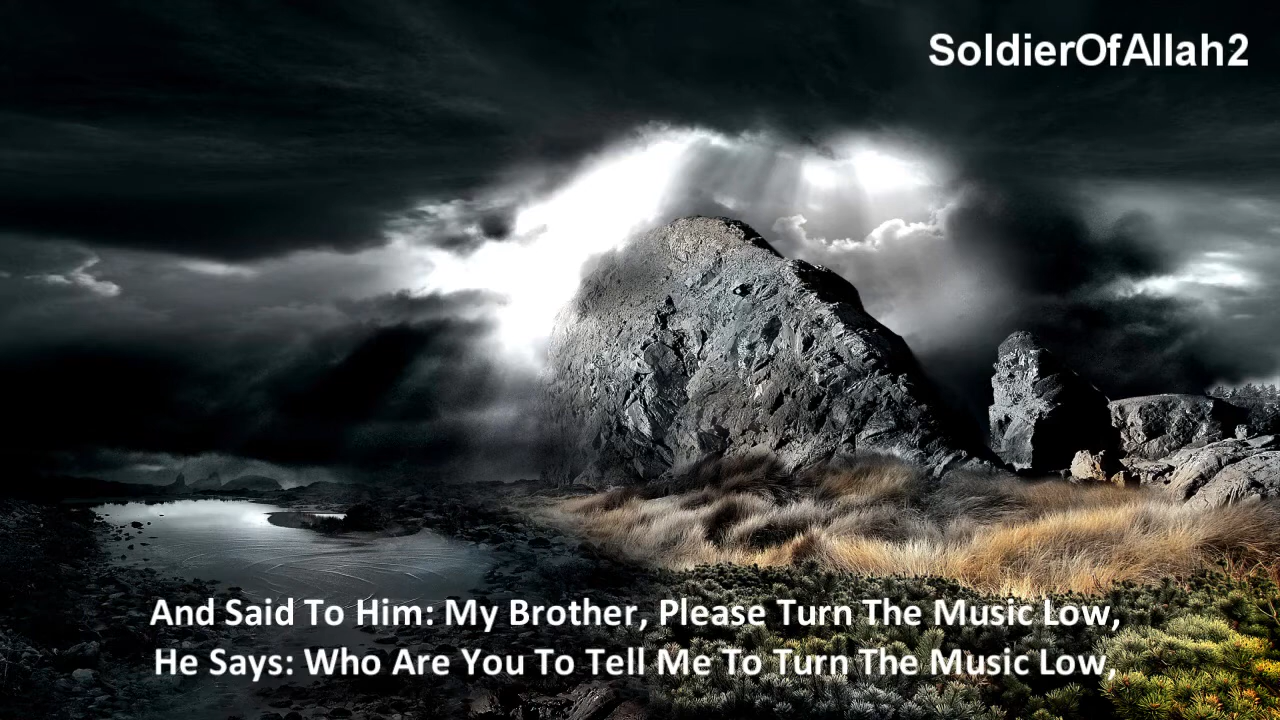 SoldierOfAllah2
And Said To Him: My Brother, Please Turn The Music Low,
He Says: Who Are You To Tell Me To Turn The Music Low,